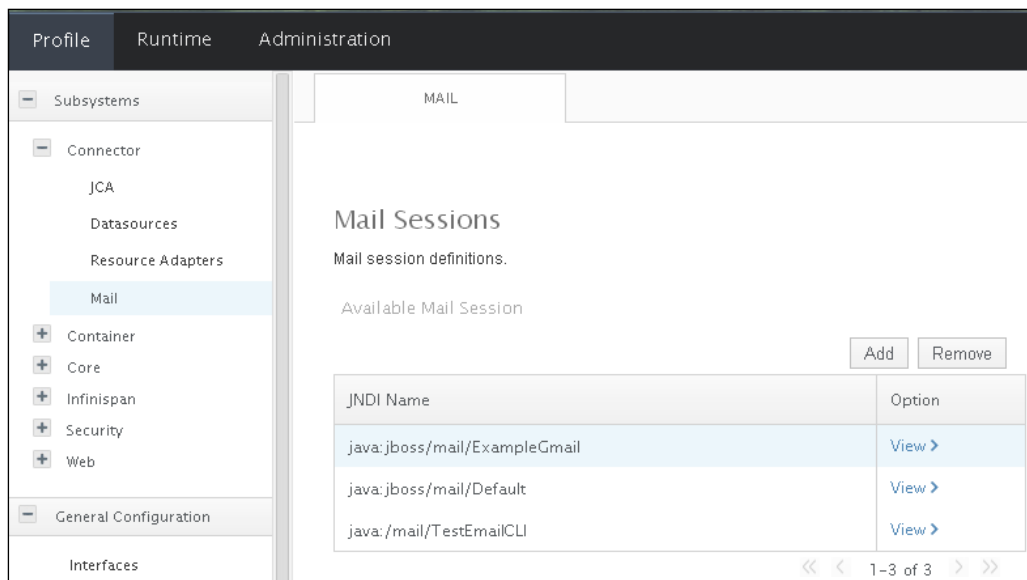 Profile Runtime Administration
Subsystems
Connector
JCA
Datasources
Resource Adapters
Mail
Container
Core
Infinispan
Security
Web
General Configuration
Interfaces
MAIL
Mail Sessions
Mail session definitions.
Available Mail Session
Add Remove
JNDI Name Option
java:jboss/mail/ExampleGmail View >
java:jboss/mail/Default View >
java:/mail/TestEmailCLI View >
<< < 1-3 of 3 > >>